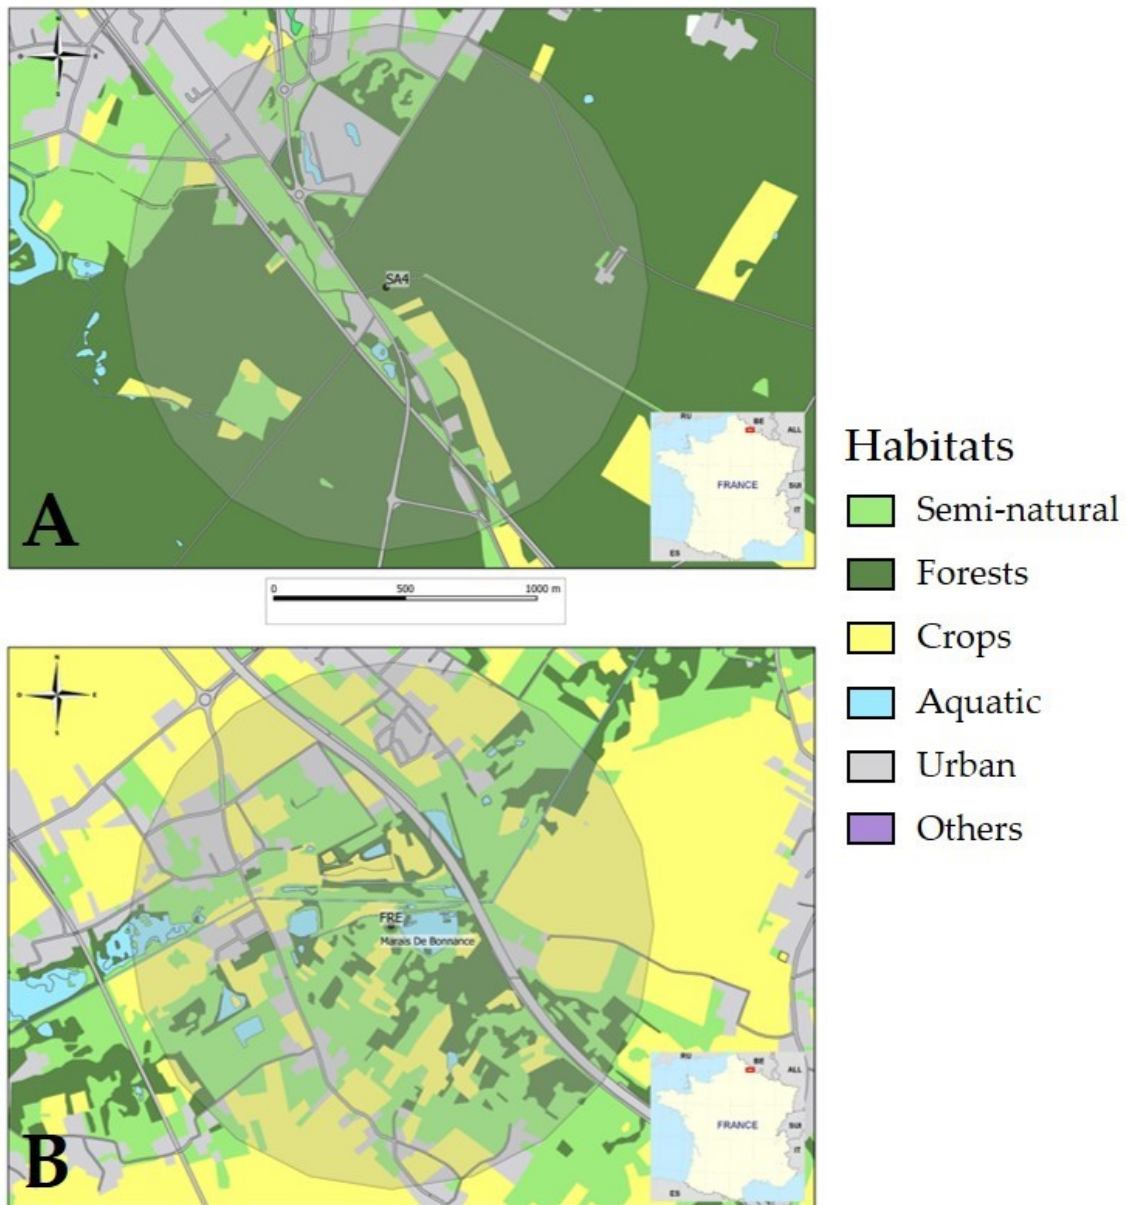 N
O
E
S
SA4
RU
BE
ALL
FRANCE
SUI
IT
ES
A
0 500 1000 m
Habitats
Semi-natural
Forests
Crops
Aquatic
Urban
Others
N
O
E
S
FRE
Marais De Bonnance
RU
BE
ALL
FRANCE
SUI
IT
ES
B